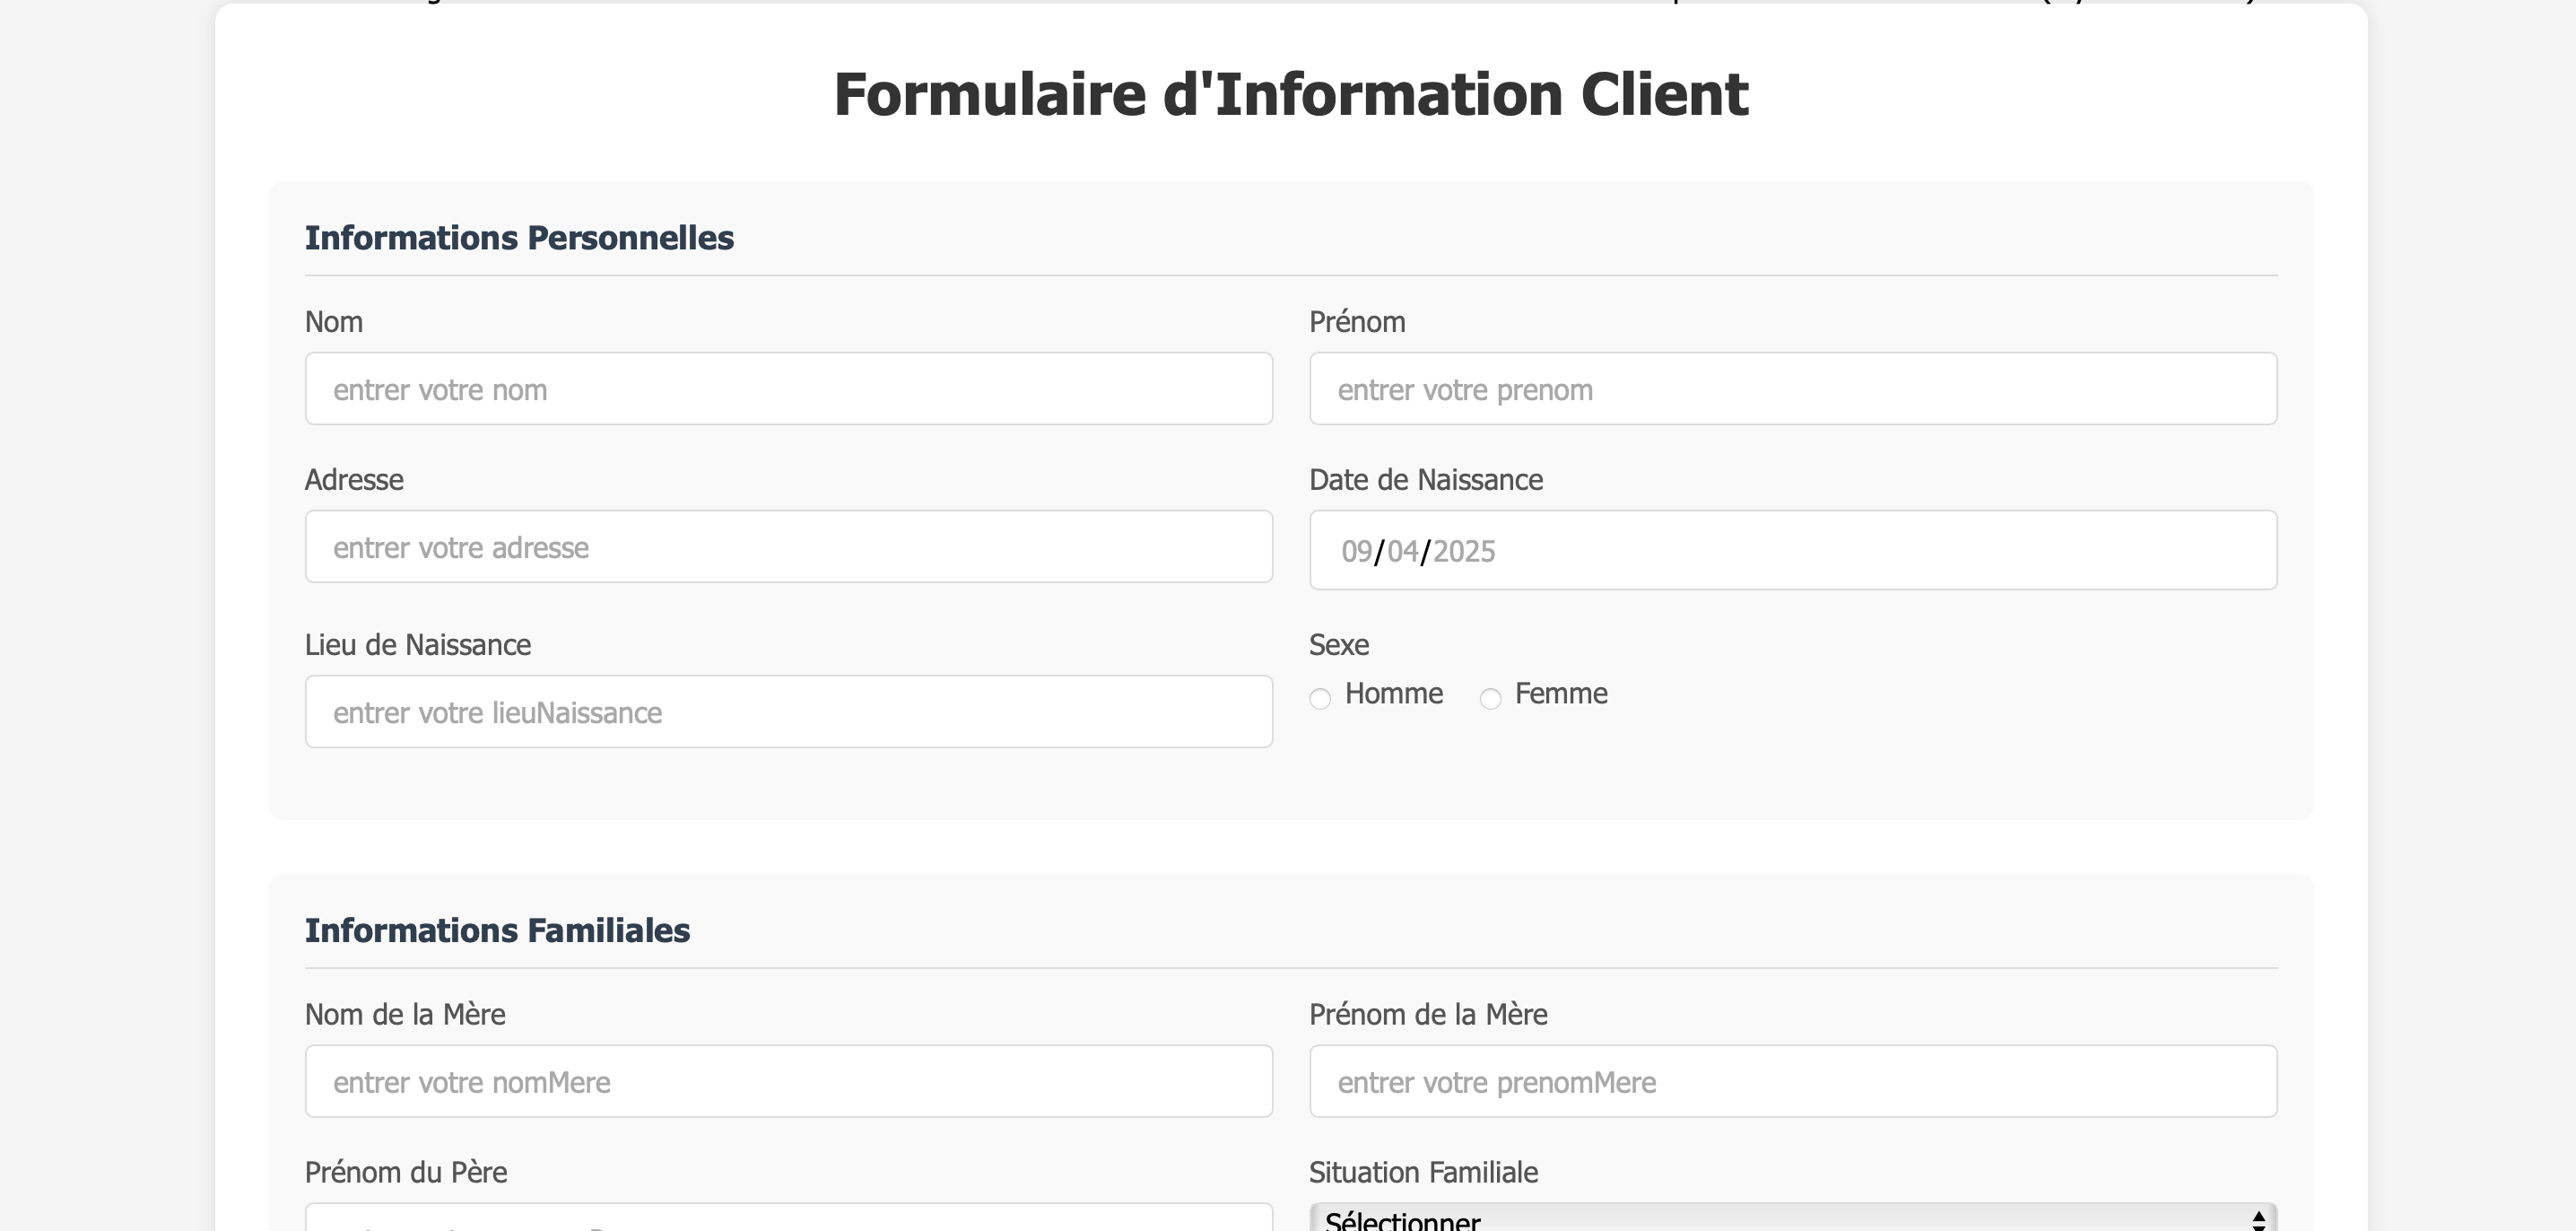 Formulaire d'Information Client
Informations Personnelles
Nom
Prénom
entrer votre nom
entrer votre prenom
Adresse
Date de Naissance
entrer votre adresse
09/04/2025
Lieu de Naissance
Sexe
entrer votre lieuNaissance
Homme
Femme
Informations Familiales
Nom de la Mère
Prénom de la Mère
entrer votre nomMere
entrer votre prenomMere
Prénom du Père
Situation Familiale
Sélectionner